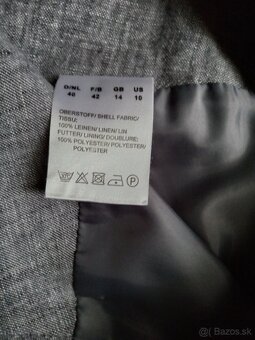 D/NL F/B GB US
40 42 14 10
OBERSTOFF/ SHELL FABRIC/
TISSU:
100% LEINEN/ LINEN/ LIN
FUTTER/ LINING/ DOUBLURE:
100% POLYESTER/ POLYESTER
P
© Bazos.sk